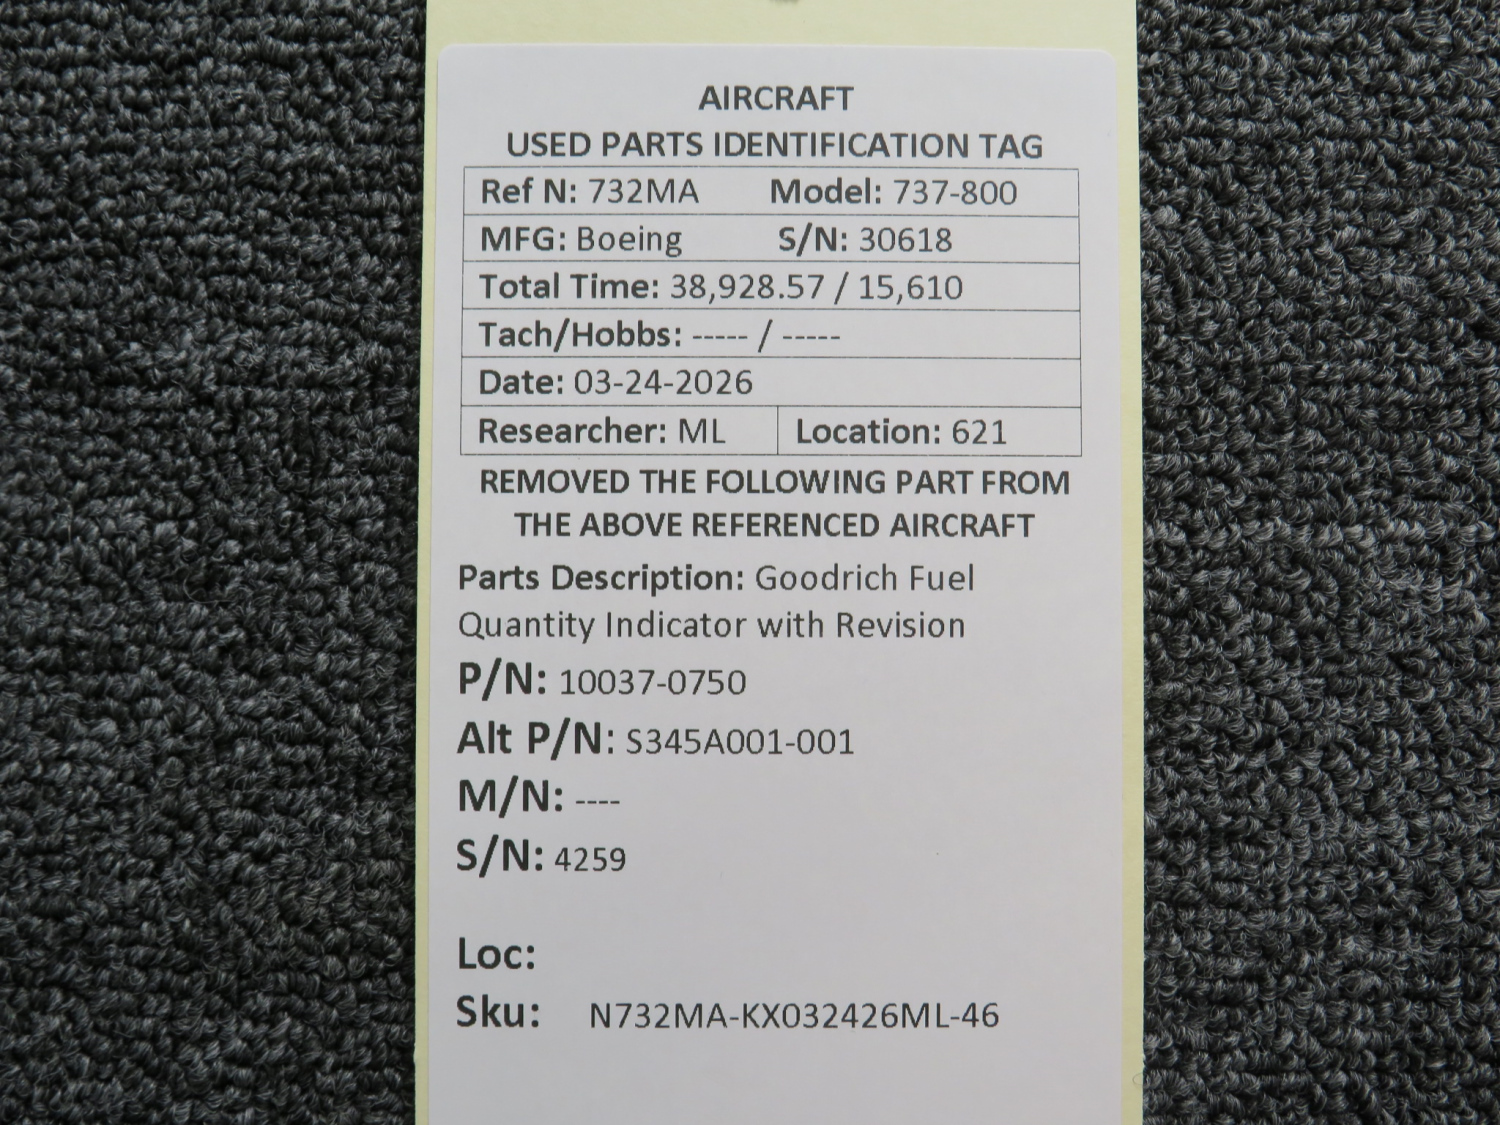 AIRCRAFT
USED PARTS IDENTIFICATION TAG
Ref N: 732MA Model: 737-800
MFG: Boeing S/N: 30618
Total Time: 38,928.57 / 15,610
Tach/Hobbs: ----- / -----
Date: 03-24-2026
Researcher: ML Location: 621
REMOVED THE FOLLOWING PART FROM
THE ABOVE REFERENCED AIRCRAFT
Parts Description: Goodrich Fuel
Quantity Indicator with Revision
P/N: 10037-0750
Alt P/N: S345A001-001
M/N: ----
S/N: 4259
Loc:
Sku: N732MA-KX032426ML-46